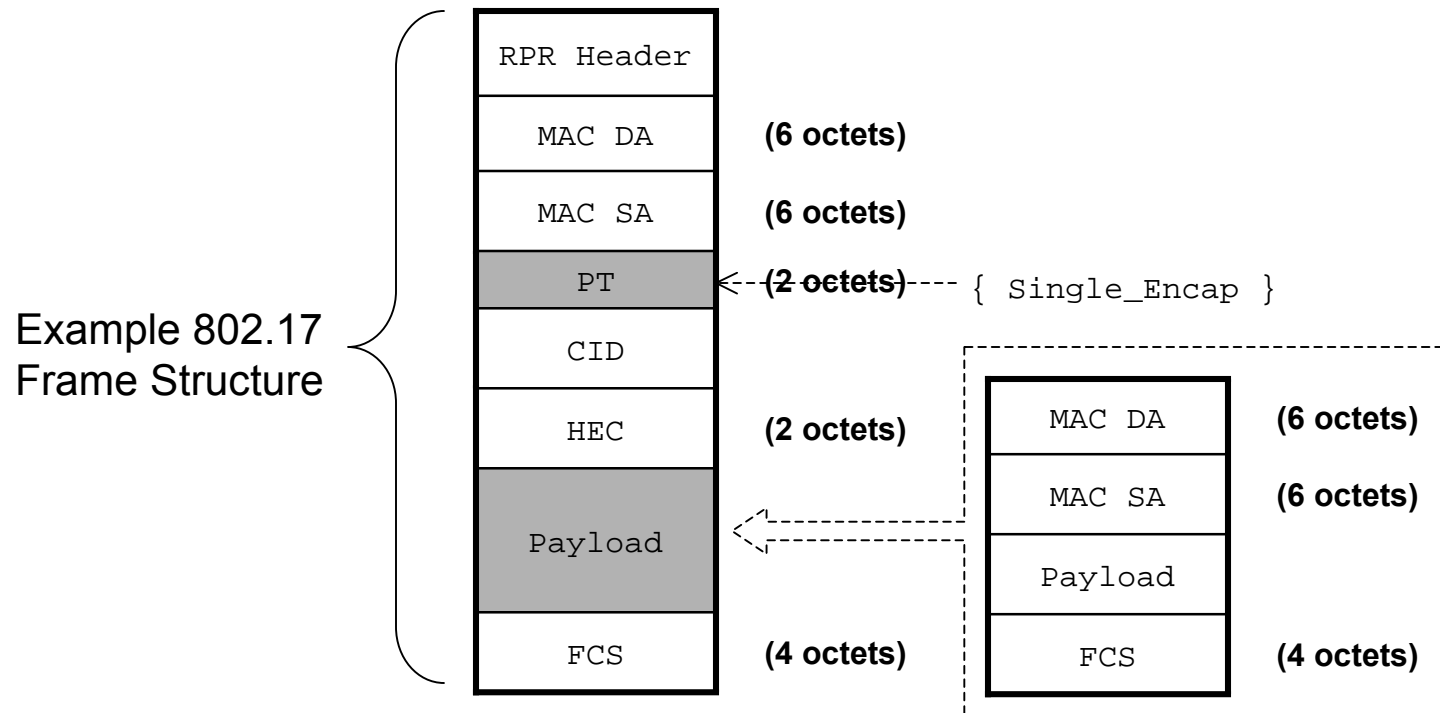 RPR Header
MAC DA (6 octets)
MAC SA (6 octets)
PT (2 octets) { Single_Encap }
Example 802.17
Frame Structure
CID
HEC (2 octets)
Payload
FCS (4 octets)
MAC DA (6 octets)
MAC SA (6 octets)
Payload
FCS (4 octets)